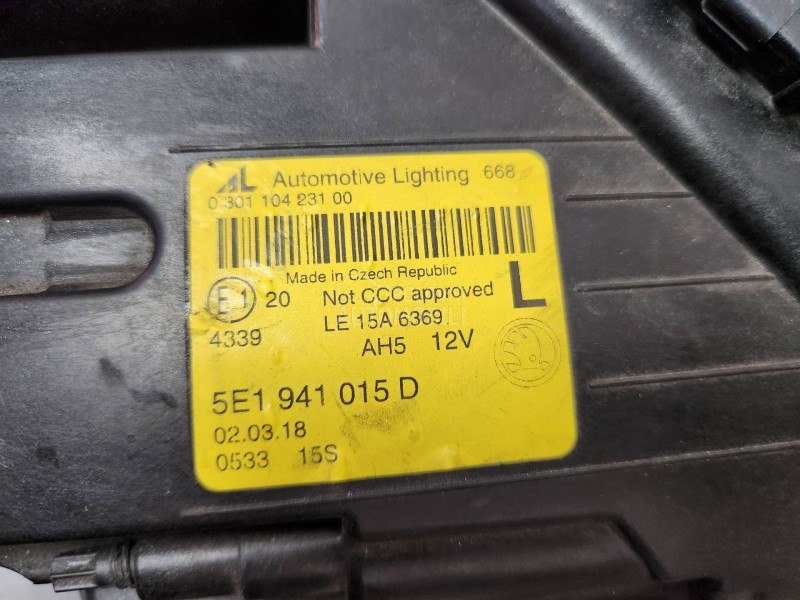 AL Automotive Lighting 668
0 301 104 231 00
Made in Czech Republic
E1 20 Not CCC approved L
4339 LE 15A 6369
AH5 12V
5E1 941 015 D
02.03.18
0533 15S